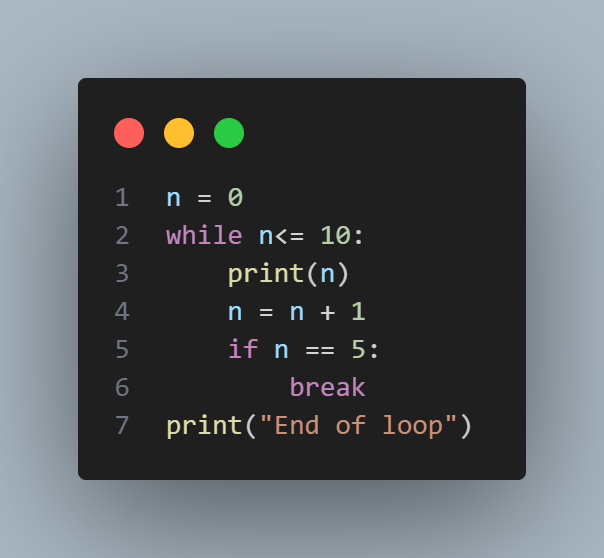 1 n = 0
2 while n<= 10:
3     print(n)
4     n = n + 1
5     if n == 5:
6         break
7 print("End of loop")